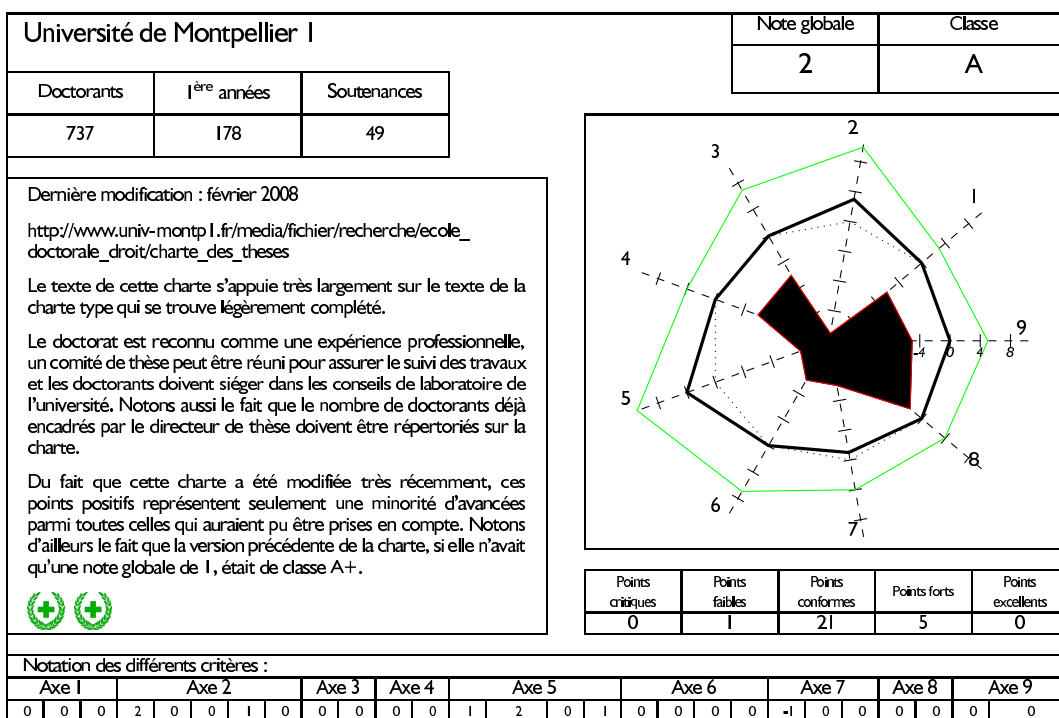 Université de Montpellier 1
Note globale Classe
2 A
Doctorants 1ère années Soutenances
737 178 49
Dernière modification : février 2008
http://www.univ-montp1.fr/media/fichier/recherche/ecole_
doctorale_droit/charte_des_theses
Le texte de cette charte s’appuie très largement sur le texte de la
charte type qui se trouve légèrement complété.
Le doctorat est reconnu comme une expérience professionnelle,
un comité de thèse peut être réuni pour assurer le suivi des travaux
et les doctorants doivent siéger dans les conseils de laboratoire de
l’université. Notons aussi le fait que le nombre de doctorants déjà
encadrés par le directeur de thèse doivent être répertoriés sur la
charte.
Du fait que cette charte a été modifiée très récemment, ces
points positifs représentent seulement une minorité d’avancées
parmi toutes celles qui auraient pu être prises en compte. Notons
d’ailleurs le fait que la version précédente de la charte, si elle n’avait
qu’une note globale de 1, était de classe A+.
2
3
1
4
9
-4 0 4 8
5
8
6
7
Points critiques Points faibles Points conformes Points forts Points excellents
0 1 21 5 0
Notation des différents critères :
Axe 1 Axe 2 Axe 3 Axe 4 Axe 5 Axe 6 Axe 7 Axe 8 Axe 9
0 0 0 2 0 0 1 0 0 0 0 0 1 2 0 1 0 0 0 0 -1 0 0 0 0 0 0